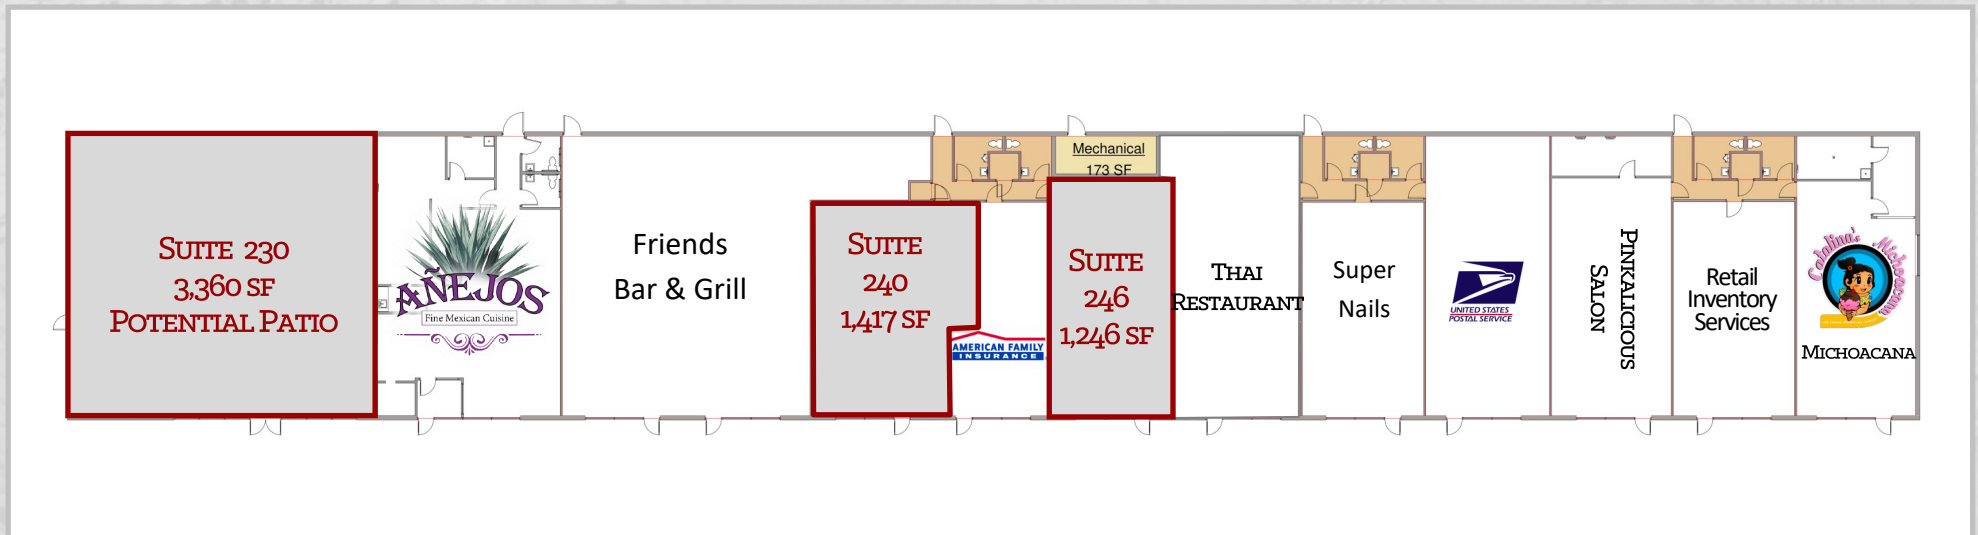 SUITE 230
3,360 SF
POTENTIAL PATIO
AÑEJOS
Fine Mexican Cuisine
Friends
Bar & Grill
SUITE
240
1,417 SF
AMERICAN FAMILY
INSURANCE
Mechanical
173 SF
SUITE
246
1,246 SF
THAI
RESTAURANT
Super
Nails
UNITED STATES
POSTAL SERVICE
PINKALICIOUS
SALON
Retail
Inventory
Services
Catalina's Michoacana
MICHOACANA